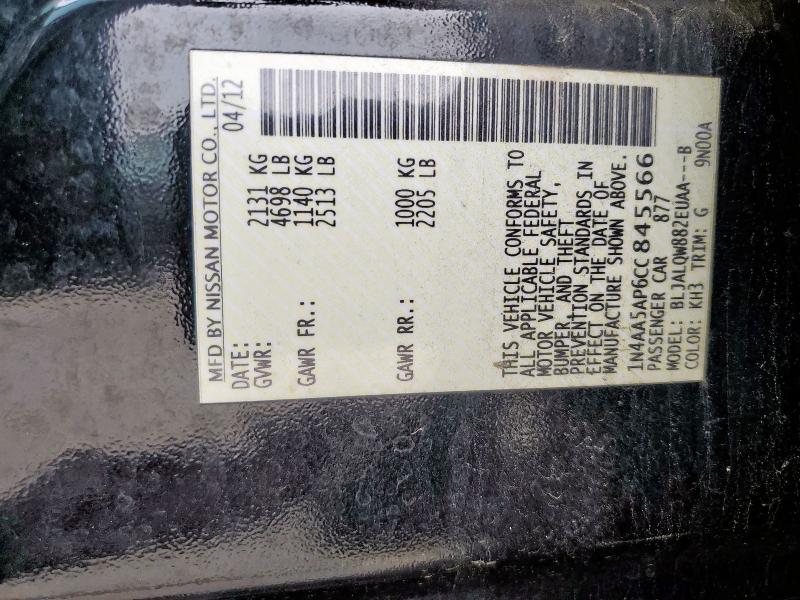 MFD BY NISSAN MOTOR CO., LTD.
DATE: 04/12
GVWR: 2131 KG
4698 LB
GAWR FR.: 1140 KG
2513 LB
GAWR RR.: 1000 KG
2205 LB
THIS VEHICLE CONFORMS TO
ALL APPLICABLE FEDERAL
MOTOR VEHICLE SAFETY,
BUMPER, AND THEFT
PREVENTION STANDARDS IN
EFFECT ON THE DATE OF
MANUFACTURE SHOWN ABOVE.
1N4AA5AP6CC845566
PASSENGER CAR 877
MODEL: BLJALQW882EUAA---B
COLOR: KH3 TRIM: G 9N00A